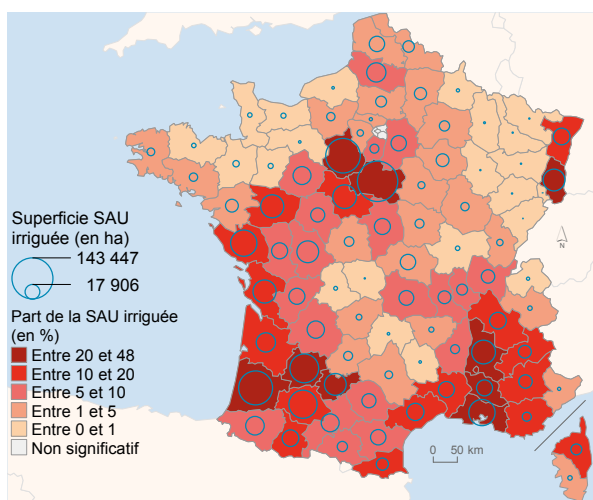 Superficie SAU
irriguée (en ha)
143 447
17 906
Part de la SAU irriguée
(en %)
Entre 20 et 48
Entre 10 et 20
Entre 5 et 10
Entre 1 et 5
Entre 0 et 1
Non significatif
N
0 50 km